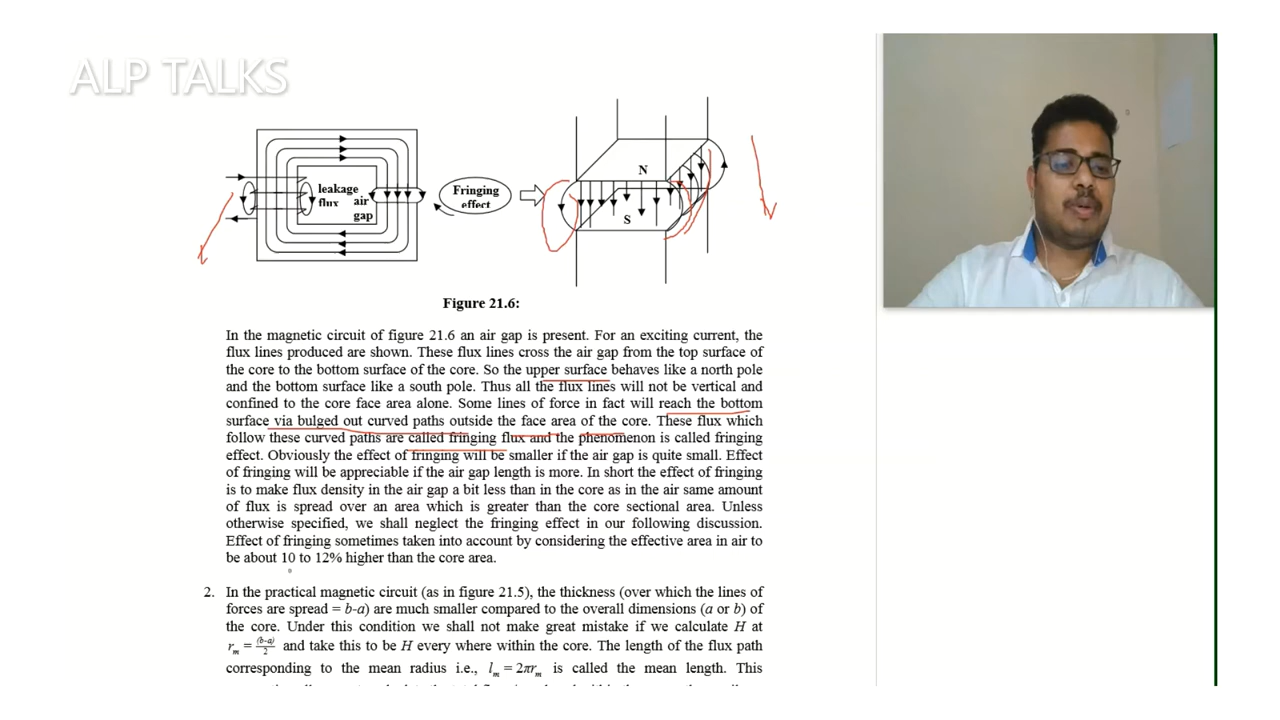 ALP TALKS
leakage
flux
air
gap
Fringing
effect
N
S
Figure 21.6:
In the magnetic circuit of figure 21.6 an air gap is present. For an exciting current, the
flux lines produced are shown. These flux lines cross the air gap from the top surface of
the core to the bottom surface of the core. So the upper surface behaves like a north pole
and the bottom surface like a south pole. Thus all the flux lines will not be vertical and
confined to the core face area alone. Some lines of force in fact will reach the bottom
surface via bulged out curved paths outside the face area of the core. These flux which
follow these curved paths are called fringing flux and the phenomenon is called fringing
effect. Obviously the effect of fringing will be smaller if the air gap is quite small. Effect
of fringing will be appreciable if the air gap length is more. In short the effect of fringing
is to make flux density in the air gap a bit less than in the core as in the air same amount
of flux is spread over an area which is greater than the core sectional area. Unless
otherwise specified, we shall neglect the fringing effect in our following discussion.
Effect of fringing sometimes taken into account by considering the effective area in air to
be about 10 to 12% higher than the core area.
2. In the practical magnetic circuit (as in figure 21.5), the thickness (over which the lines of
forces are spread = b-a) are much smaller compared to the overall dimensions (a or b) of
the core. Under this condition we shall not make great mistake if we calculate H at
rₘ = (b-a)/2 and take this to be H every where within the core. The length of the flux path
corresponding to the mean radius i.e., lₘ = 2πrₘ is called the mean length. This